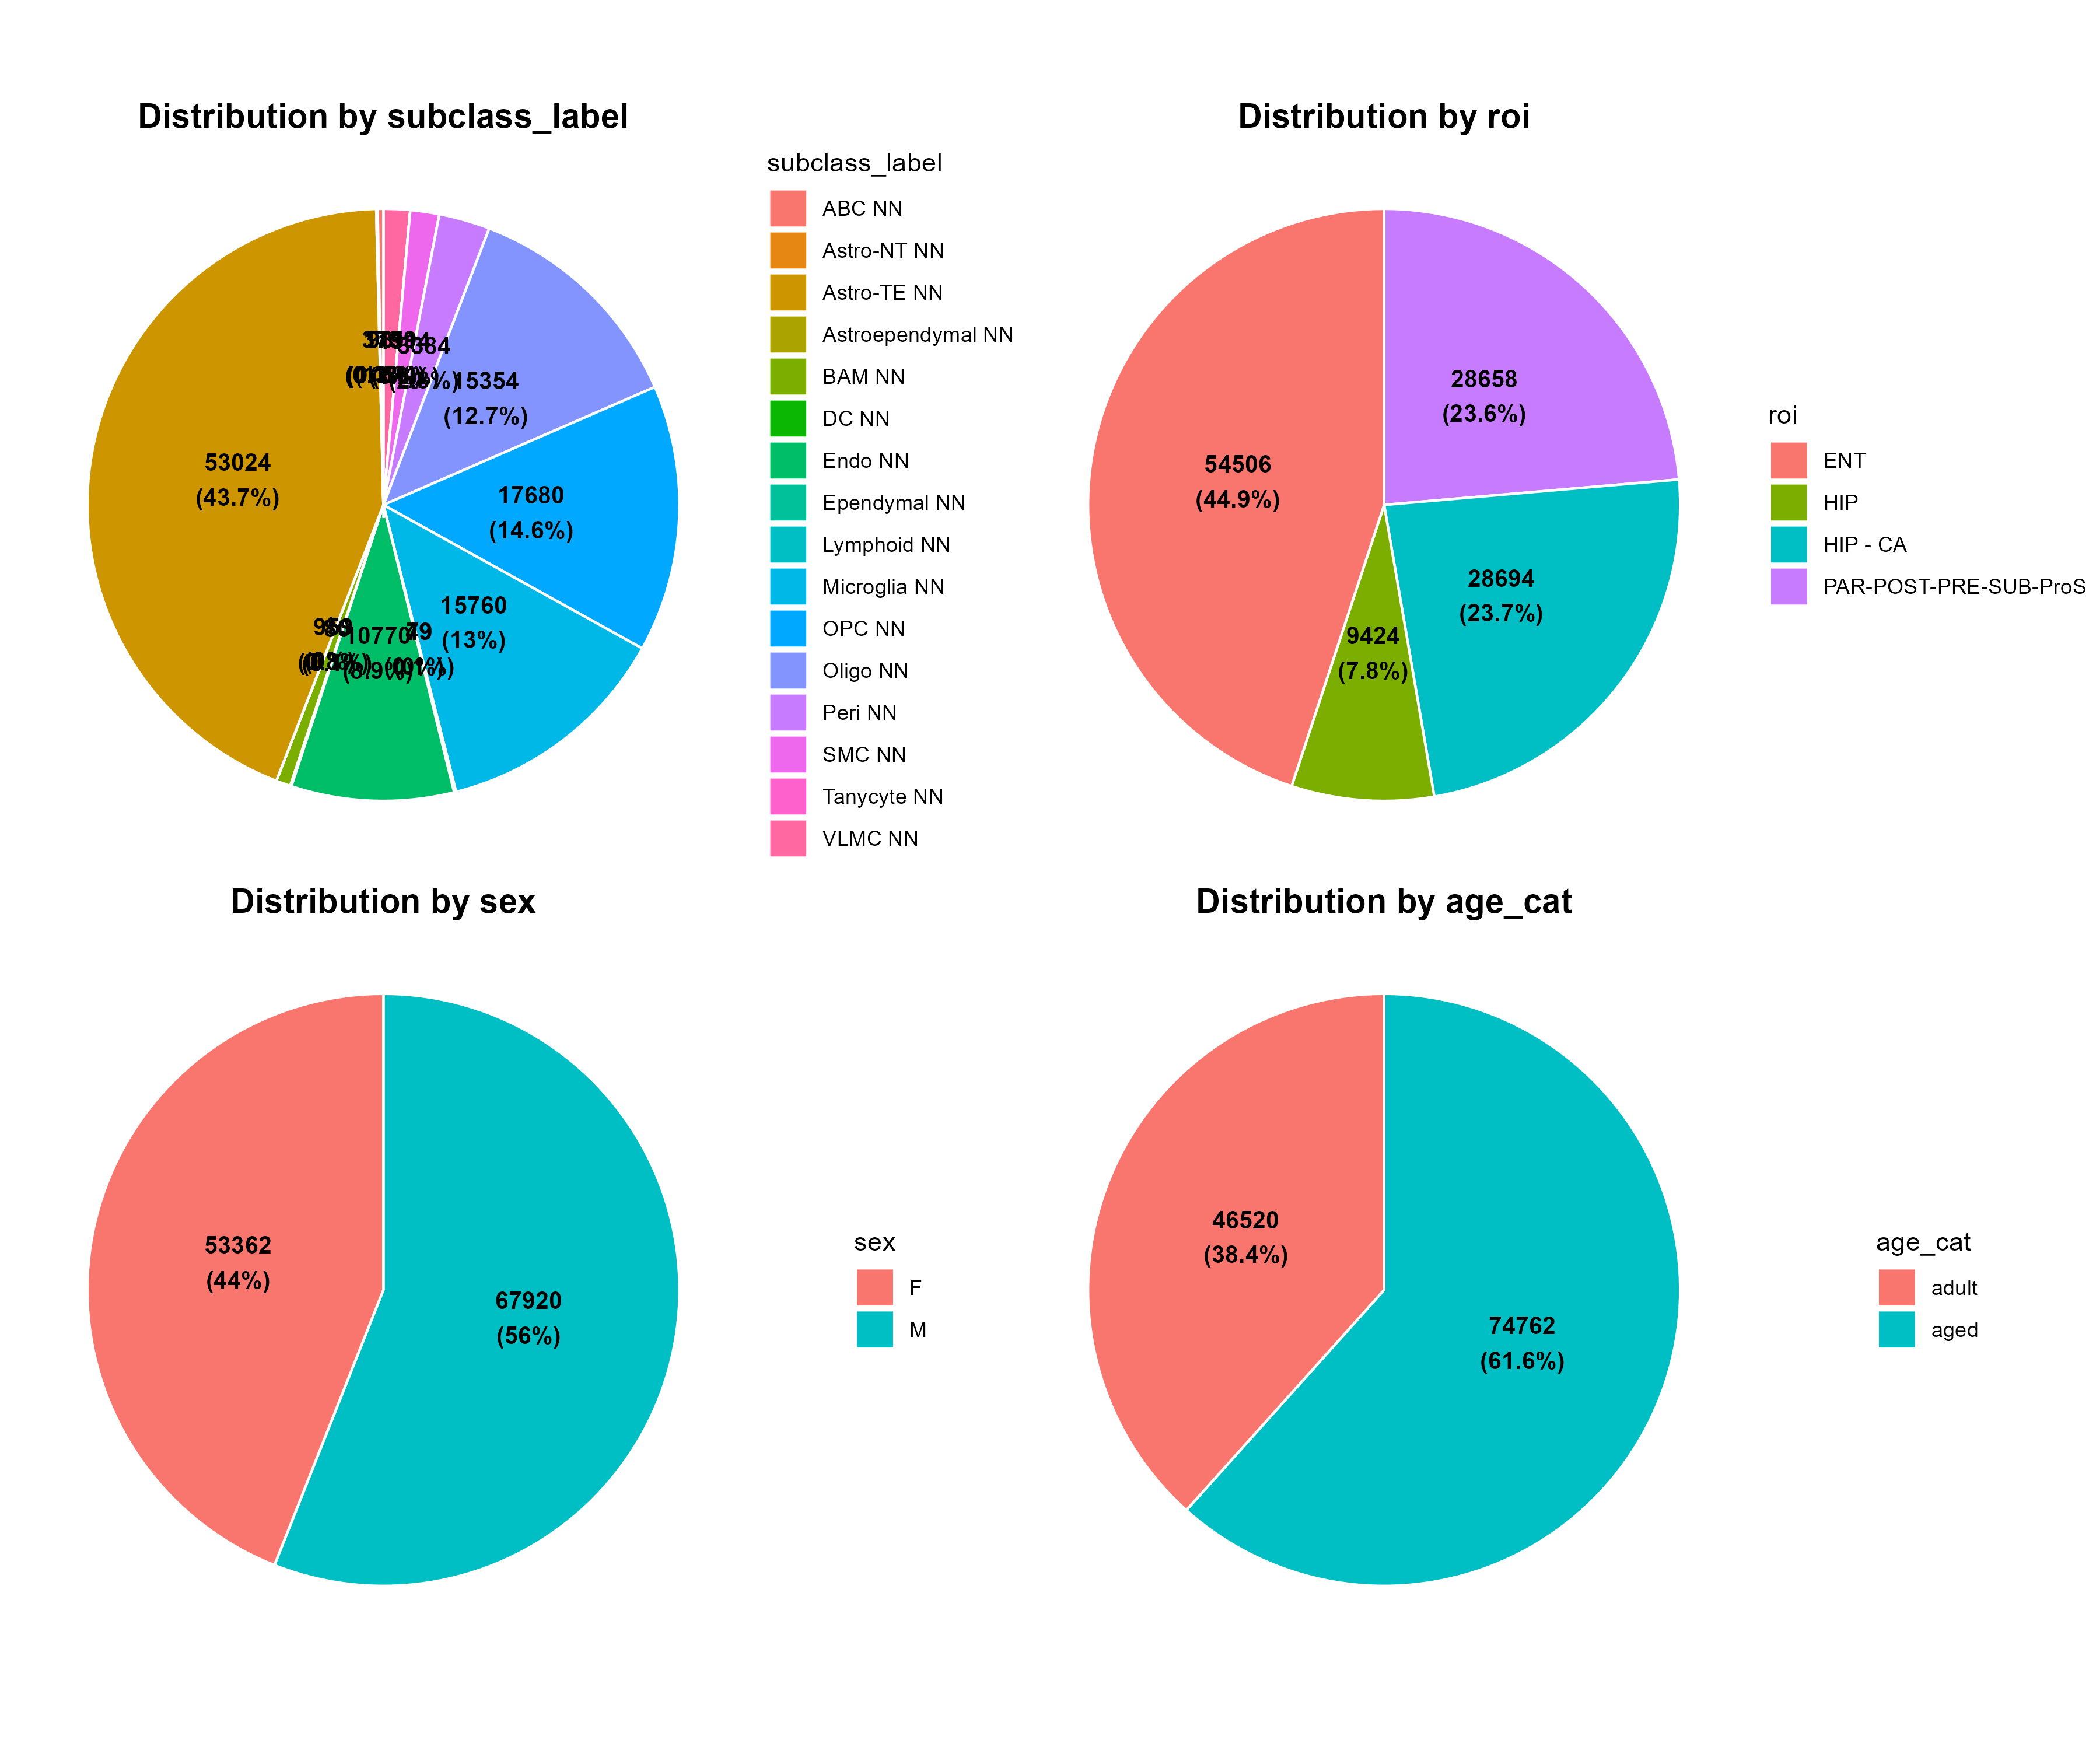 Distribution by subclass_label
53024
(43.7%)
15354
(12.7%)
17680
(14.6%)
15760
(13%)
10770
(8.9%)
subclass_label
ABC NN
Astro-NT NN
Astro-TE NN
Astroependymal NN
BAM NN
DC NN
Endo NN
Ependymal NN
Lymphoid NN
Microglia NN
OPC NN
Oligo NN
Peri NN
SMC NN
Tanycyte NN
VLMC NN
Distribution by roi
28658
(23.6%)
54506
(44.9%)
28694
(23.7%)
9424
(7.8%)
roi
ENT
HIP
HIP - CA
PAR-POST-PRE-SUB-ProS
Distribution by sex
53362
(44%)
67920
(56%)
sex
F
M
Distribution by age_cat
46520
(38.4%)
74762
(61.6%)
age_cat
adult
aged